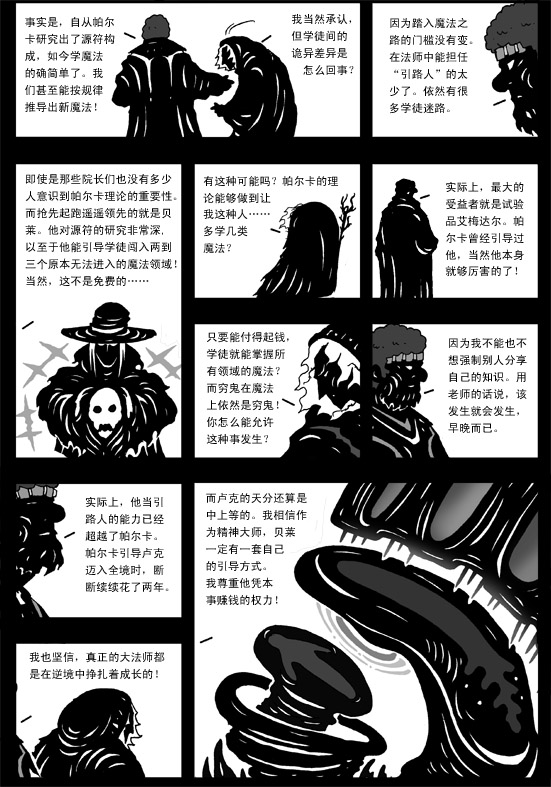 事实是，自从帕尔
卡研究出了源符构
成，如今学魔法
的确简单了。我
们甚至能按规律
推导出新魔法！
我当然承认，
但学徒间的
诡异差异是
怎么回事？
因为踏入魔法之
路的门槛没有变。
在法师中能担任
“引路人”的太
少了。依然有很
多学徒迷路。
即使是那些院长们也没有多少
人意识到帕尔卡理论的重要性。
而抢先起跑遥遥领先的就是贝
莱。他对源符的研究非常深，
以至于他能引导学徒闯入两到
三个原本无法进入的魔法领域！
当然，这不是免费的……
有这种可能吗？帕尔卡的理
论能够做到让
我这种人……
多学几类
魔法？
实际上，最大的
受益者就是试验
品艾梅达尔。帕
尔卡曾经引导过
他，当然他本身
就够厉害的了！
只要能付得起钱，
学徒就能掌握所
有领域的魔法？
而穷鬼在魔法
上依然是穷鬼！
你怎么能允许
这种事发生？
因为我不能也不
想强制别人分享
自己的知识。用
老师的话说，该
发生就会发生，
早晚而已。
实际上，他当引
路人的能力已经
超越了帕尔卡。
帕尔卡引导卢克
迈入全境时，断
断续续花了两年。
而卢克的天分还算是
中上等的。我相信作
为精神大师，贝莱
一定有一套自己
的引导方式。
我尊重他凭本
事赚钱的权力！
我也坚信，真正的大法师都
是在逆境中挣扎着成长的！